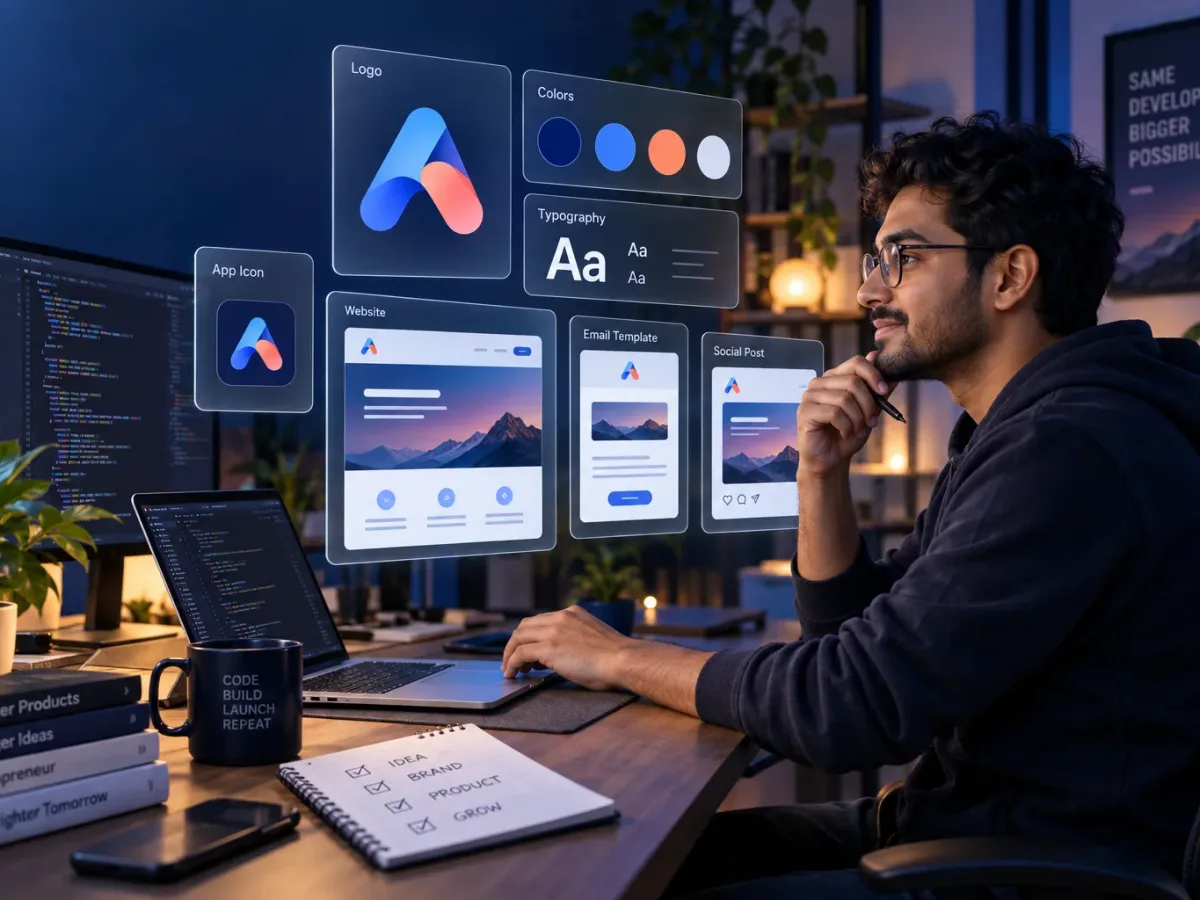 Logo
Colors
Typography
Aa
Aa
Aa
App Icon
Website
Email Template
Social Post
SAME
DEVELOP
BIGGER
POSSIBIL
CODE
BUILD
LAUNCH
REPEAT
er Products
er Ideas
preneur
ighter Tomorrow
IDEA
BRAND
PRODUCT
GROW